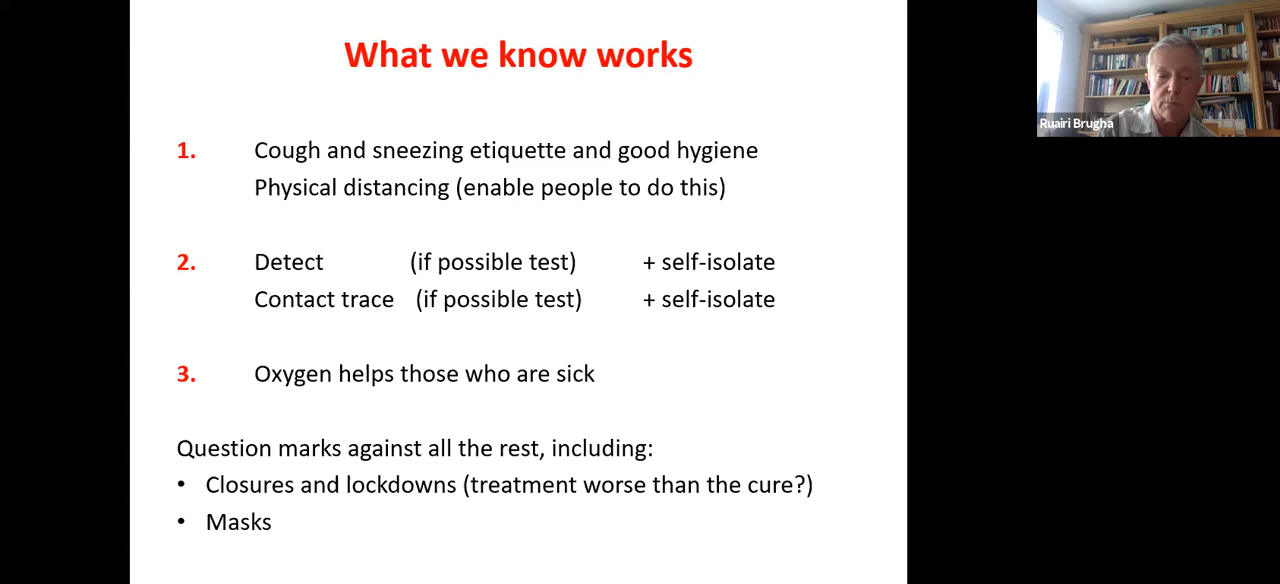 What we know works
Ruairi Brugha
1. Cough and sneezing etiquette and good hygiene
Physical distancing (enable people to do this)
2. Detect (if possible test) + self-isolate
Contact trace (if possible test) + self-isolate
3. Oxygen helps those who are sick
Question marks against all the rest, including:
• Closures and lockdowns (treatment worse than the cure?)
• Masks